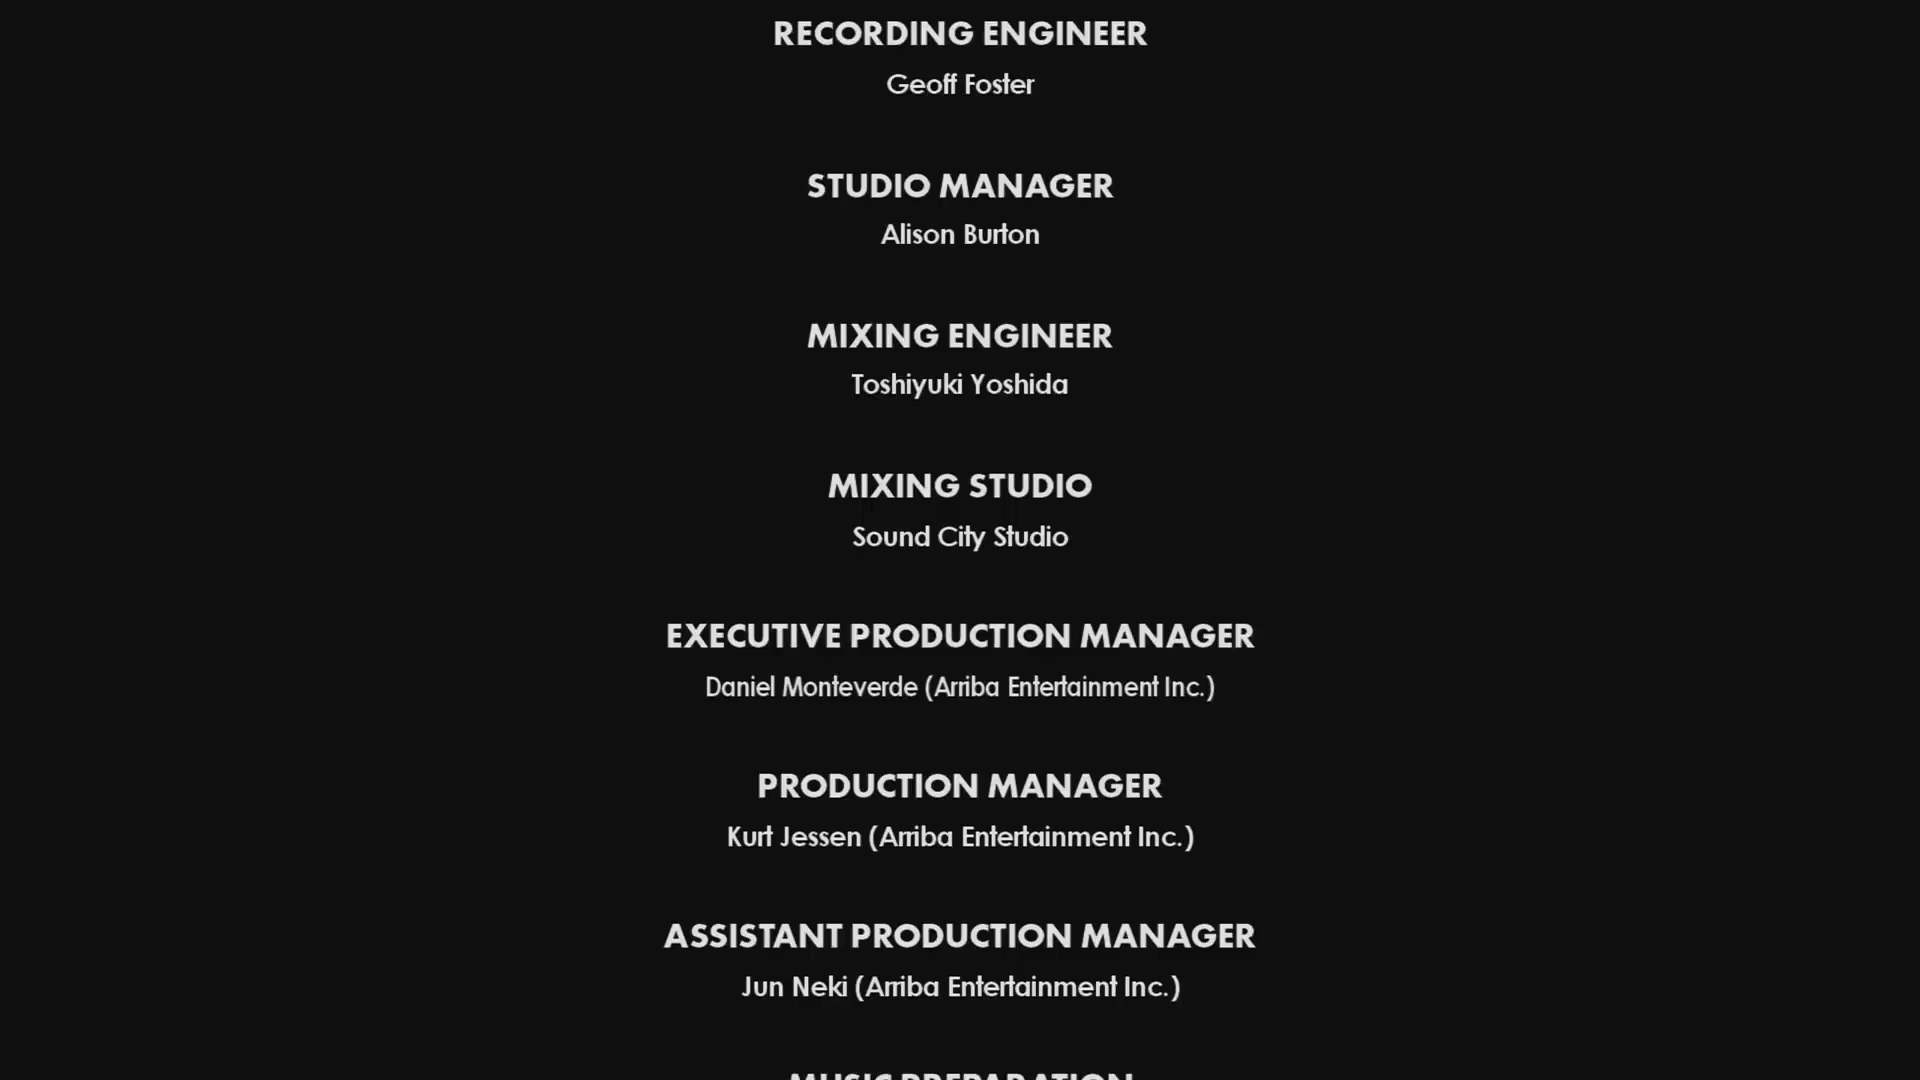 RECORDING ENGINEER
Geoff Foster
STUDIO MANAGER
Alison Burton
MIXING ENGINEER
Toshiyuki Yoshida
MIXING STUDIO
Sound City Studio
EXECUTIVE PRODUCTION MANAGER
Daniel Monteverde (Arriba Entertainment Inc.)
PRODUCTION MANAGER
Kurt Jessen (Arriba Entertainment Inc.)
ASSISTANT PRODUCTION MANAGER
Jun Neki (Arriba Entertainment Inc.)
MUSIC PREPARATION